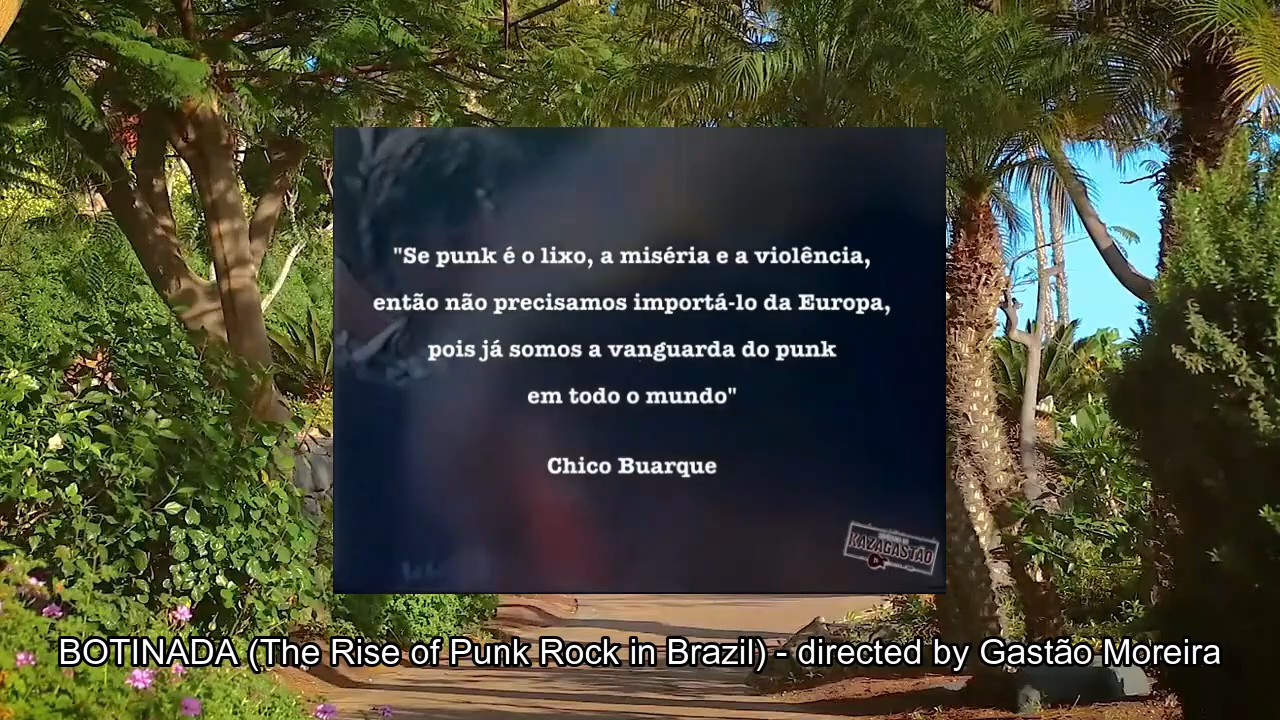 "Se punk é o lixo, a miséria e a violência,
então não precisamos importá-lo da Europa,
pois já somos a vanguarda do punk
em todo o mundo"
Chico Buarque
KAZAGASTÃO
BOTINADA (The Rise of Punk Rock in Brazil) - directed by Gastão Moreira